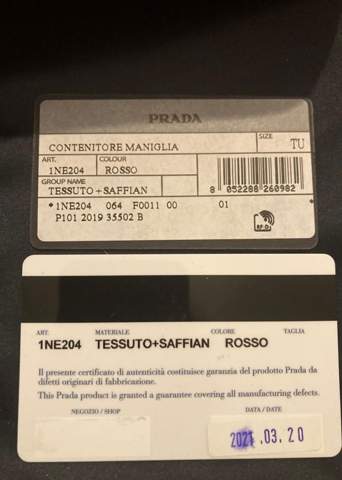 PRADA
SIZE
CONTENITORE MANIGLIA TU
ART. COLOUR
1NE204 ROSSO
GROUP NAME
TESSUTO+SAFFIAN 8 052288 260982
*1NE204 064 F0011 00 01
P101 2019 35502 B
ART. MATERIALE COLORE TAGLIA
1NE204 TESSUTO+SAFFIAN ROSSO
Il presente certificato di autenticità costituisce garanzia del prodotto Prada da
difetti originari di fabbricazione.
This Prada product is granted a guarantee covering all manufacturing defects.
NEGOZIO / SHOP DATA / DATE
2021.03.20